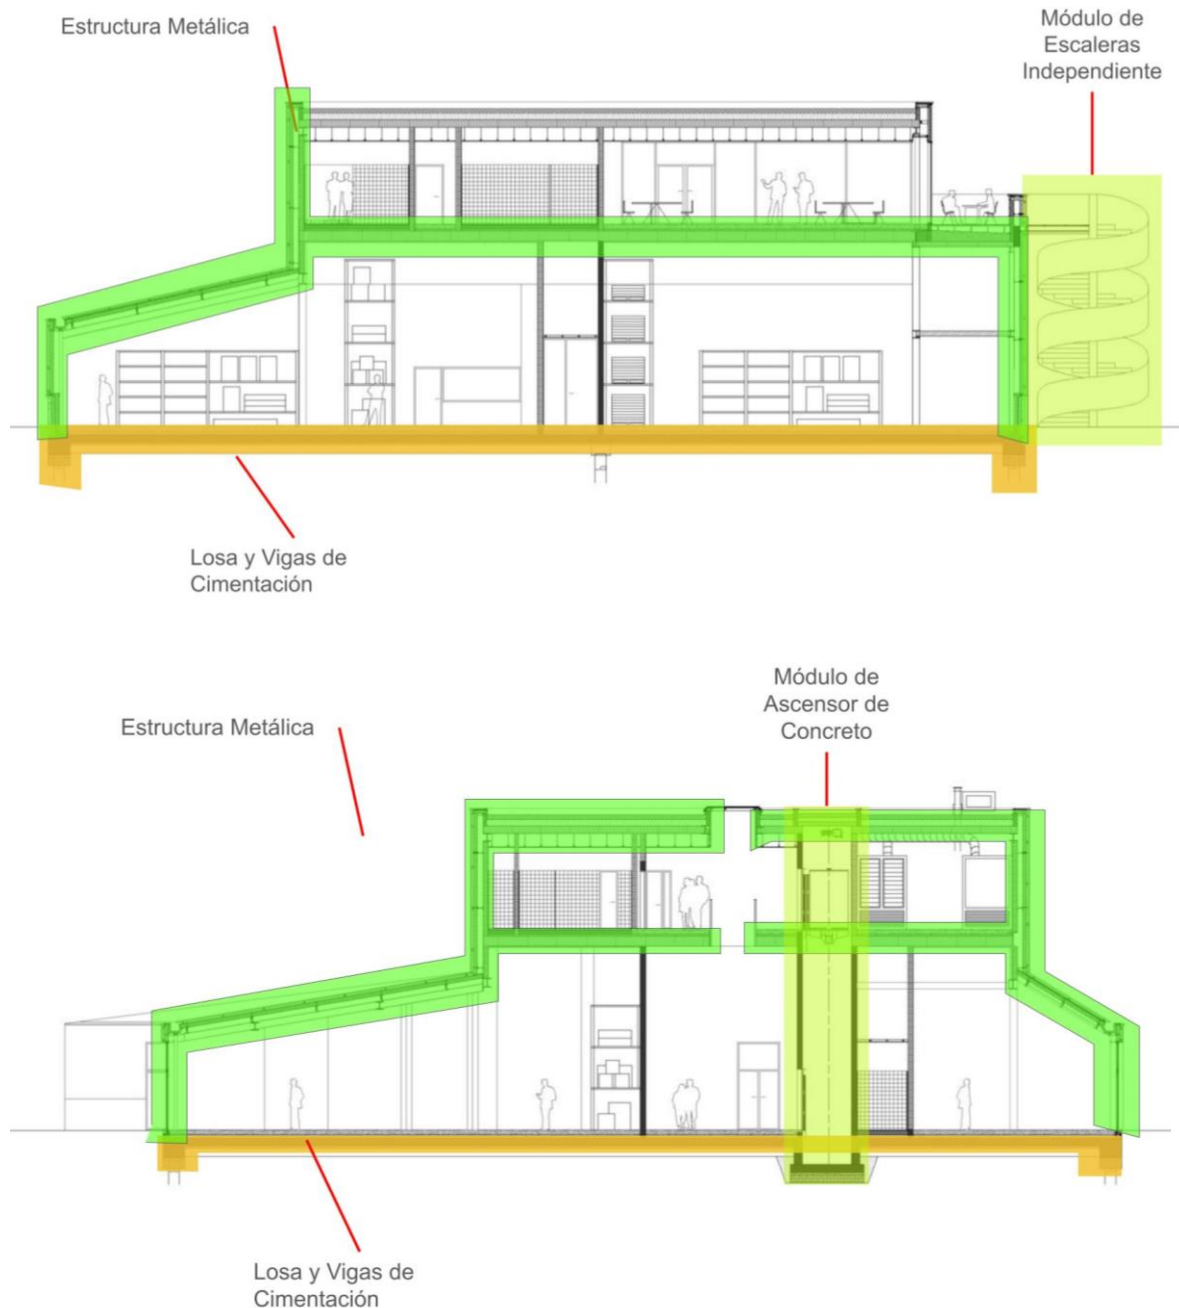 Estructura Metálica
Módulo de
Escaleras
Independiente
Losa y Vigas de
Cimentación
Módulo de
Ascensor de
Concreto
Estructura Metálica
Losa y Vigas de
Cimentación